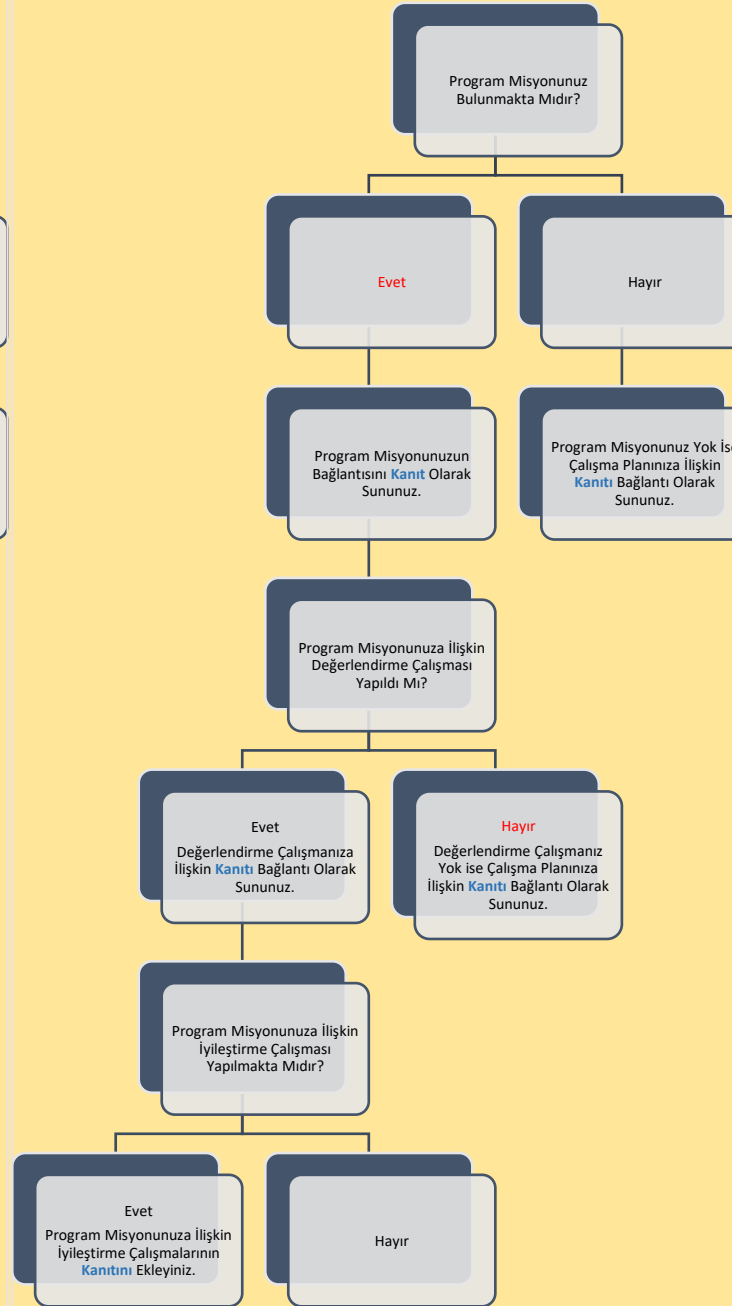 Program Misyonunuz
Bulunmakta Mıdır?
Evet
Hayır
Program Misyonunuzun
Bağlantısını Kanıt Olarak
Sununuz.
Program Misyonunuz Yok İse
Çalışma Planınıza İlişkin
Kanıtı Bağlantı Olarak
Sununuz.
Program Misyonunuza İlişkin
Değerlendirme Çalışması
Yapıldı Mı?
Evet
Değerlendirme Çalışmanıza
İlişkin Kanıtı Bağlantı Olarak
Sununuz.
Hayır
Değerlendirme Çalışmanız
Yok ise Çalışma Planınıza
İlişkin Kanıtı Bağlantı Olarak
Sununuz.
Program Misyonunuza İlişkin
İyileştirme Çalışması
Yapılmakta Mıdır?
Evet
Program Misyonunuza İlişkin
İyileştirme Çalışmalarının
Kanıtını Ekleyiniz.
Hayır